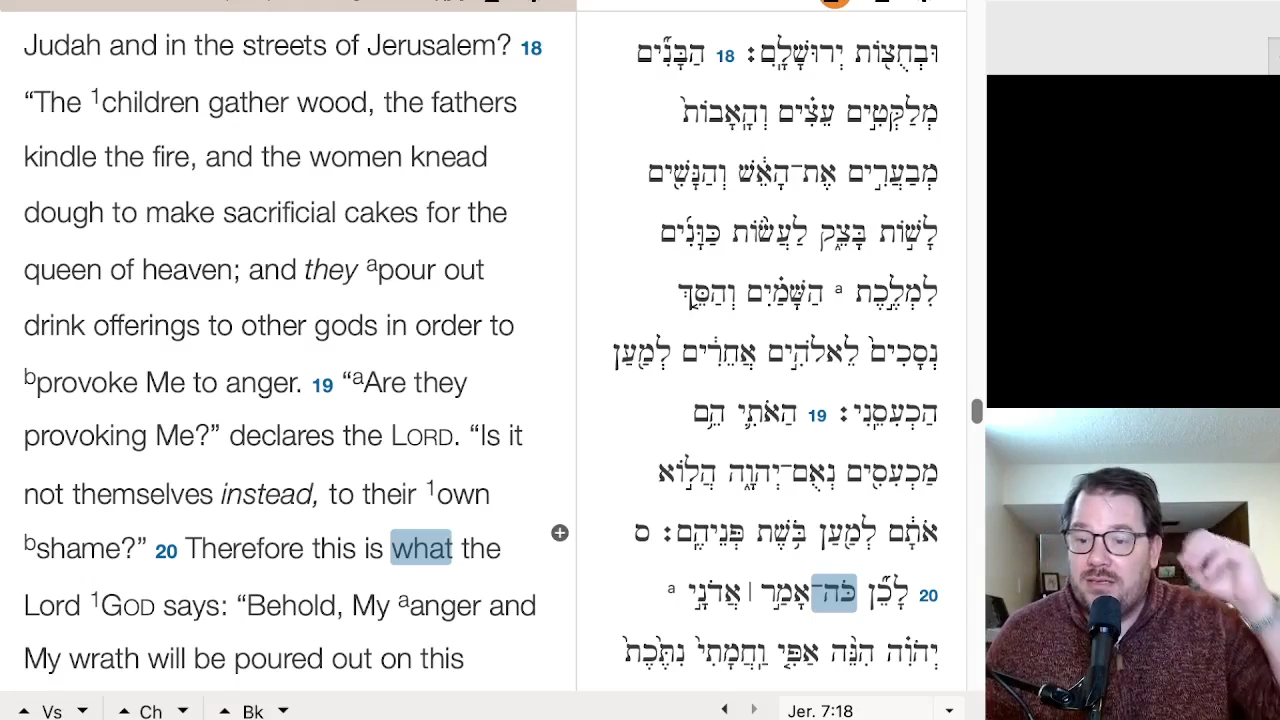 Judah and in the streets of Jerusalem? 18
“The ¹children gather wood, the fathers
kindle the fire, and the women knead
dough to make sacrificial cakes for the
queen of heaven; and they ᵃpour out
drink offerings to other gods in order to
ᵇprovoke Me to anger. 19 “ᵃAre they
provoking Me?” declares the LORD. “Is it
not themselves instead, to their ¹own
ᵇshame?” 20 Therefore this is what the
Lord ¹GOD says: “Behold, My ᵃanger and
My wrath will be poured out on this
וּבְחֻצ֖וֹת יְרוּשָׁלִָֽם׃ 18 הַבָּנִ֞ים
מְלַקְּטִ֣ים עֵצִ֗ים וְהָֽאָבוֹת֙
מְבַעֲרִ֣ים אֶת־הָאֵ֔שׁ וְהַנָּשִׁ֖ים
לָשׁ֣וֹת בָּצֵ֑ק לַעֲשׂ֨וֹת כַּוָּנִ֜ים
לִמְלֶ֣כֶת ᵃ הַשָּׁמַ֗יִם וְהַסֵּ֤ךְ
נְסָכִים֙ לֵאלֹהִ֣ים אֲחֵרִ֔ים לְמַ֖עַן
הַכְעִסֵֽנִי׃ 19 הַאֹתִ֛י הֵ֥ם
מַכְעִסִ֖ים נְאֻם־יְהוָ֑ה הֲל֣וֹא
אֹתָ֔ם לְמַ֖עַן בֹּ֥שֶׁת פְּנֵיהֶֽם׃ ס
20 לָכֵ֞ן כֹּה־אָמַ֣ר ׀ אֲדֹנָ֣י ᵃ
יְהֹוִ֗ה הִנֵּ֨ה אַפִּ֤י וַֽחֲמָתִי֙ נִתֶּ֙כֶת֙
Vs Ch Bk Jer. 7:18